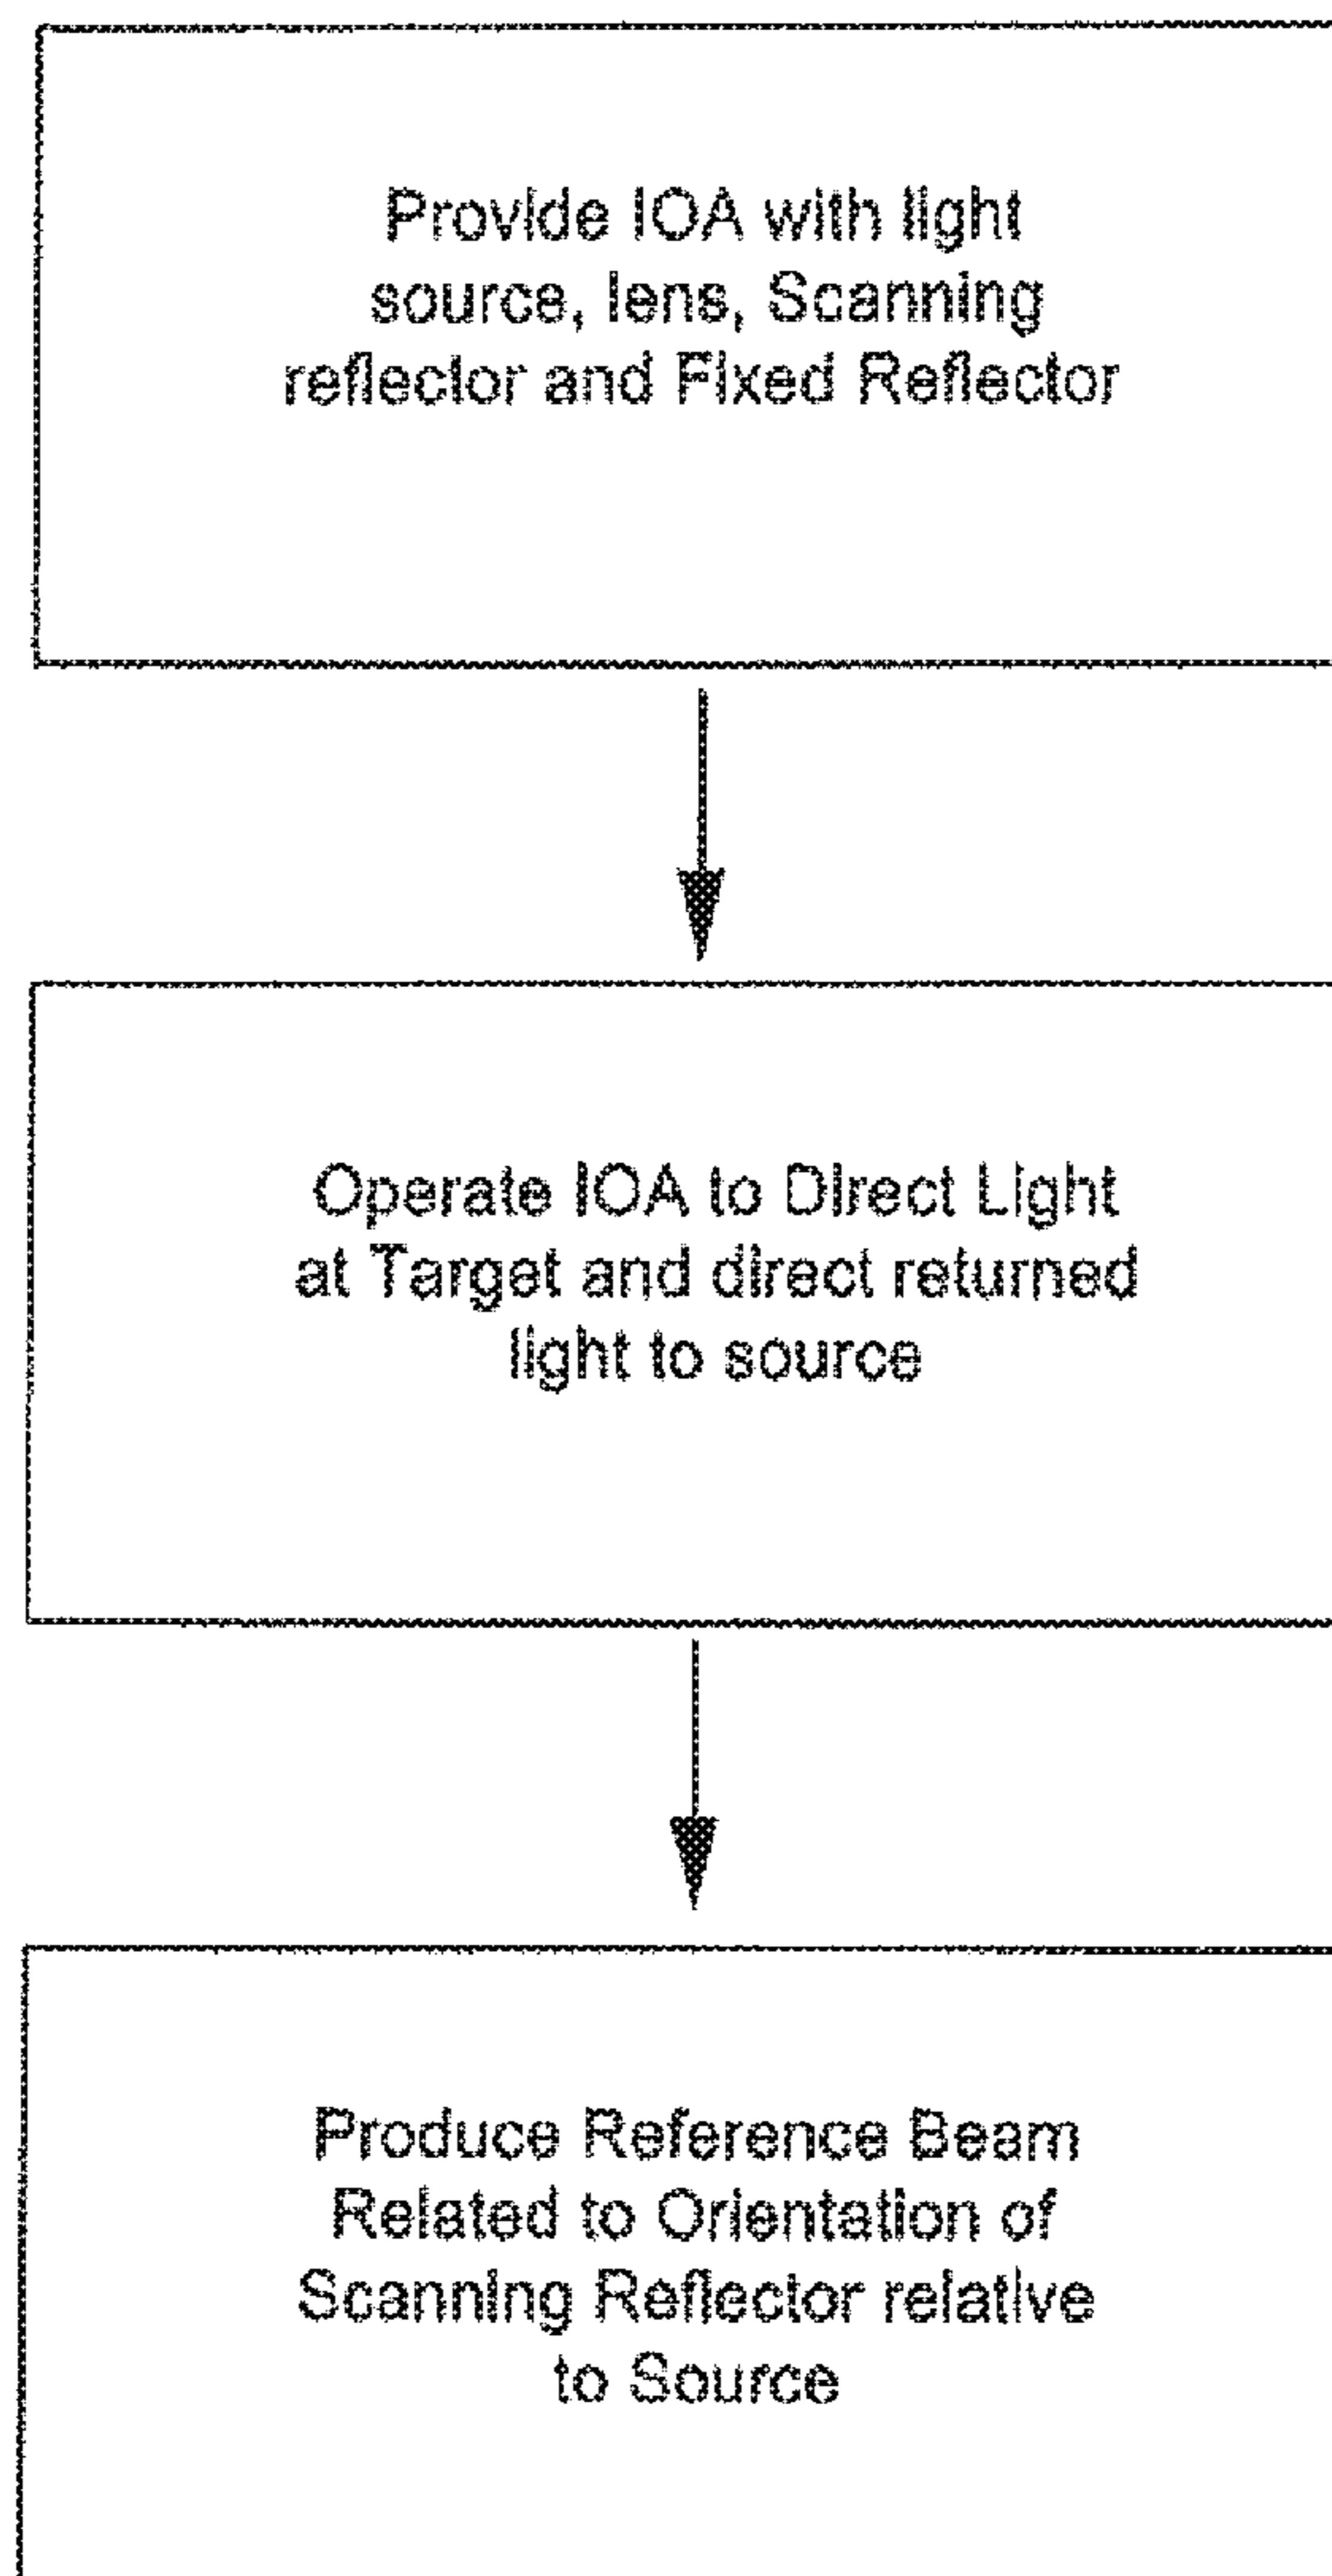 Provide IOA with light
source, lens, Scanning
reflector and Fixed Reflector
Operate IOA to Direct Light
at Target and direct returned
light to source
Produce Reference Beam
Related to Orientation of
Scanning Reflector relative
to Source